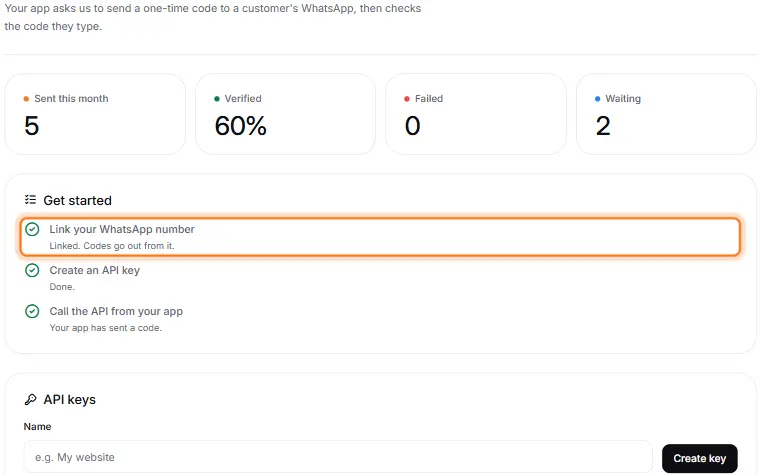 Your app asks us to send a one-time code to a customer's WhatsApp, then checks
the code they type.
Sent this month
5
Verified
60%
Failed
0
Waiting
2
Get started
Link your WhatsApp number
Linked. Codes go out from it.
Create an API key
Done.
Call the API from your app
Your app has sent a code.
API keys
Name
e.g. My website
Create key